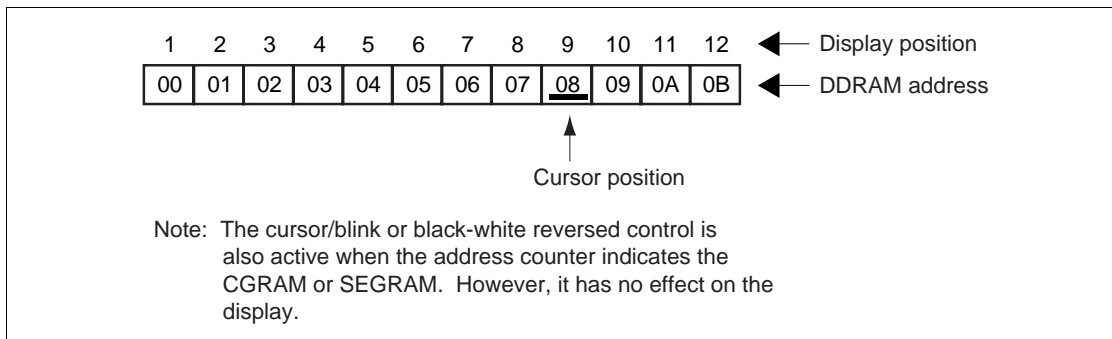 1 2 3 4 5 6 7 8 9 10 11 12 Display position
00 01 02 03 04 05 06 07 08 09 0A 0B DDRAM address
Cursor position
Note: The cursor/blink or black-white reversed control is
also active when the address counter indicates the
CGRAM or SEGRAM. However, it has no effect on the
display.